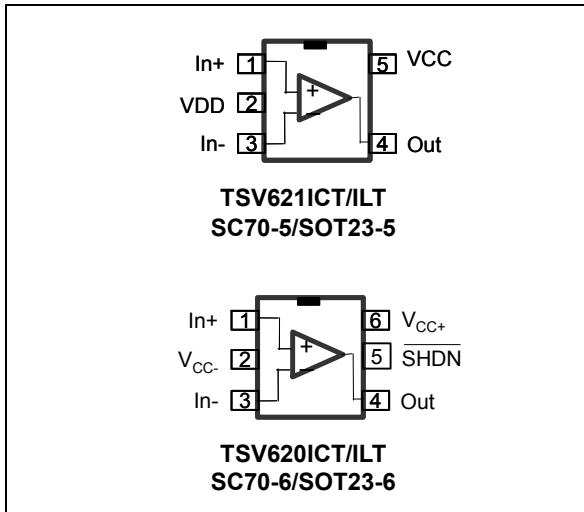 In+ 1 5 VCC
VDD 2
In- 3 4 Out
+
−
TSV621ICT/ILT
SC70-5/SOT23-5
In+ 1 6 VCC+
VCC- 2 5 SHDN
In- 3 4 Out
+
−
TSV620ICT/ILT
SC70-6/SOT23-6